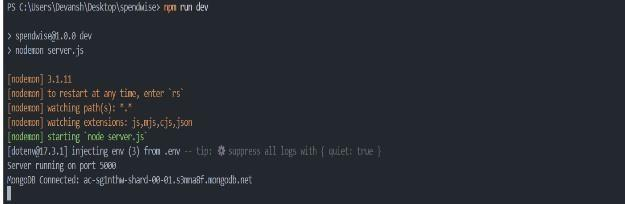 PS C:\Users\Devansh\Desktop\spendwise> npm run dev
> spendwise@1.0.0 dev
> nodemon server.js
[nodemon] 3.1.11
[nodemon] to restart at any time, enter `rs`
[nodemon] watching path(s): *.*
[nodemon] watching extensions: js,mjs,cjs,json
[nodemon] starting `node server.js`
[dotenv@17.3.1] injecting env (3) from .env -- tip: ⚙️ suppress all logs with { quiet: true }
Server running on port 5000
MongoDB Connected: ac-sg1nthw-shard-00-01.s3mna8f.mongodb.net